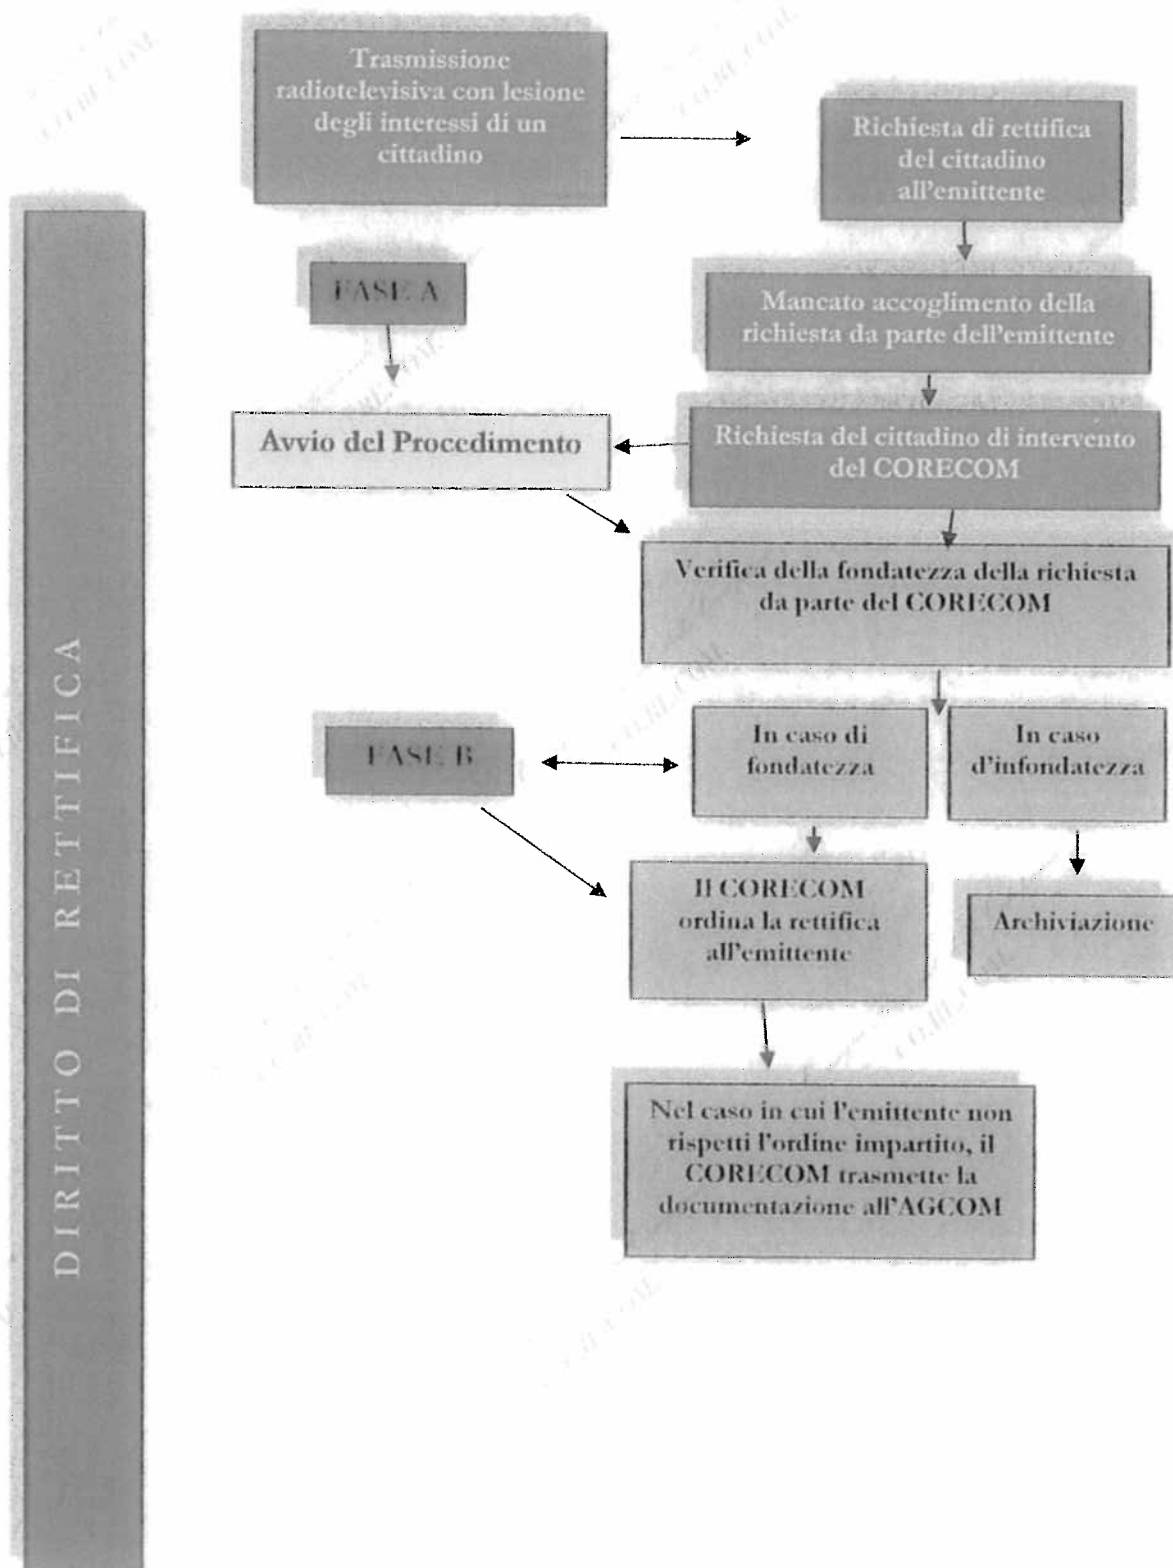 Trasmissione
radiotelevisiva con lesione
degli interessi di un
cittadino
Richiesta di rettifica
del cittadino
all'emittente
FASE A
Mancato accoglimento della
richiesta da parte dell'emittente
Avvio del Procedimento
Richiesta del cittadino di intervento
del CORECOM
Verifica della fondatezza della richiesta
da parte del CORECOM
FASE B
In caso di
fondatezza
In caso
d'infondatezza
Il CORECOM
ordina la rettifica
all'emittente
Archiviazione
Nel caso in cui l'emittente non
rispetti l'ordine impartito, il
CORECOM trasmette la
documentazione all'AGCOM
DIRITTO DI RETTIFICA